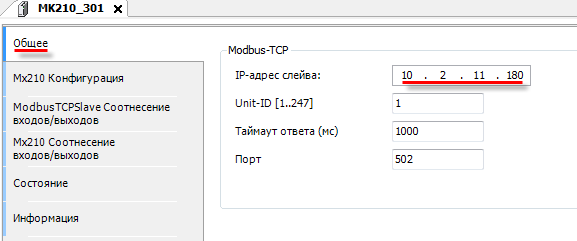 MK210_301
Общее
Mx210 Конфигурация
ModbusTCPSlave Соотнесение
входов/выходов
Mx210 Соотнесение
входов/выходов
Состояние
Информация
Modbus-TCP
IP-адрес слейва: 10 . 2 . 11 . 180
Unit-ID [1..247] 1
Таймаут ответа (мс) 1000
Порт 502